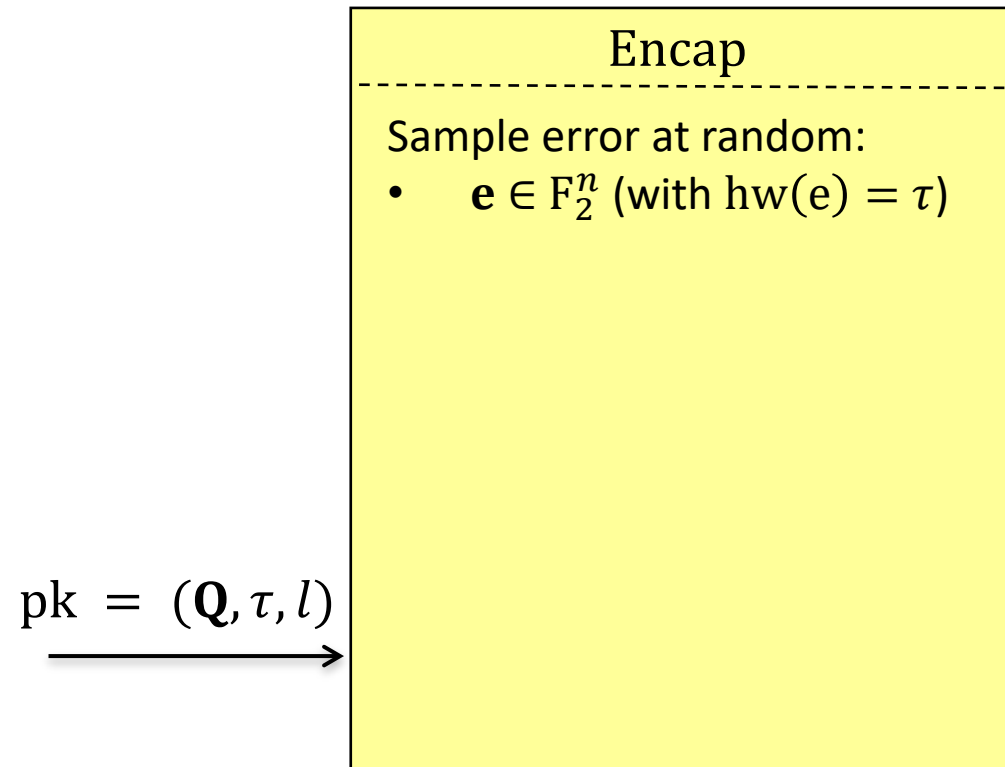 Encap
Sample error at random:
• 𝐞 ∈ F₂ⁿ (with hw(e) = 𝜏)
pk = (𝐐, 𝜏, 𝑙)